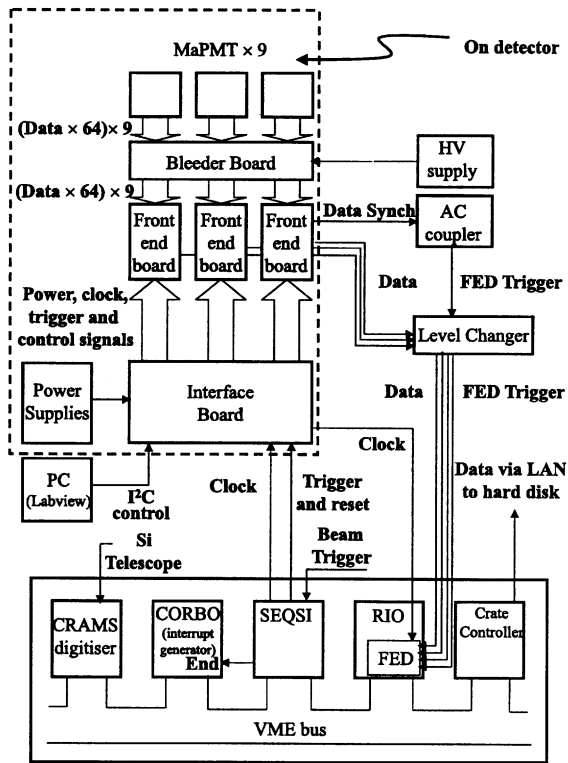 MaPMT × 9
On detector
(Data × 64)× 9
Bleeder Board
HV
supply
(Data × 64) × 9
Front
end
board
Front
end
board
Front
end
board
Data Synch
AC
coupler
Power, clock,
trigger and
control signals
Data
FED Trigger
Level Changer
Power
Supplies
Interface
Board
Data
FED Trigger
Clock
PC
(Labview)
I²C
control
Clock
Trigger
and reset
Data via LAN
to hard disk
Si
Telescope
Beam
Trigger
CRAMS
digitiser
CORBO
(interrupt
generator)
End
SEQSI
RIO
FED
Crate
Controller
VME bus